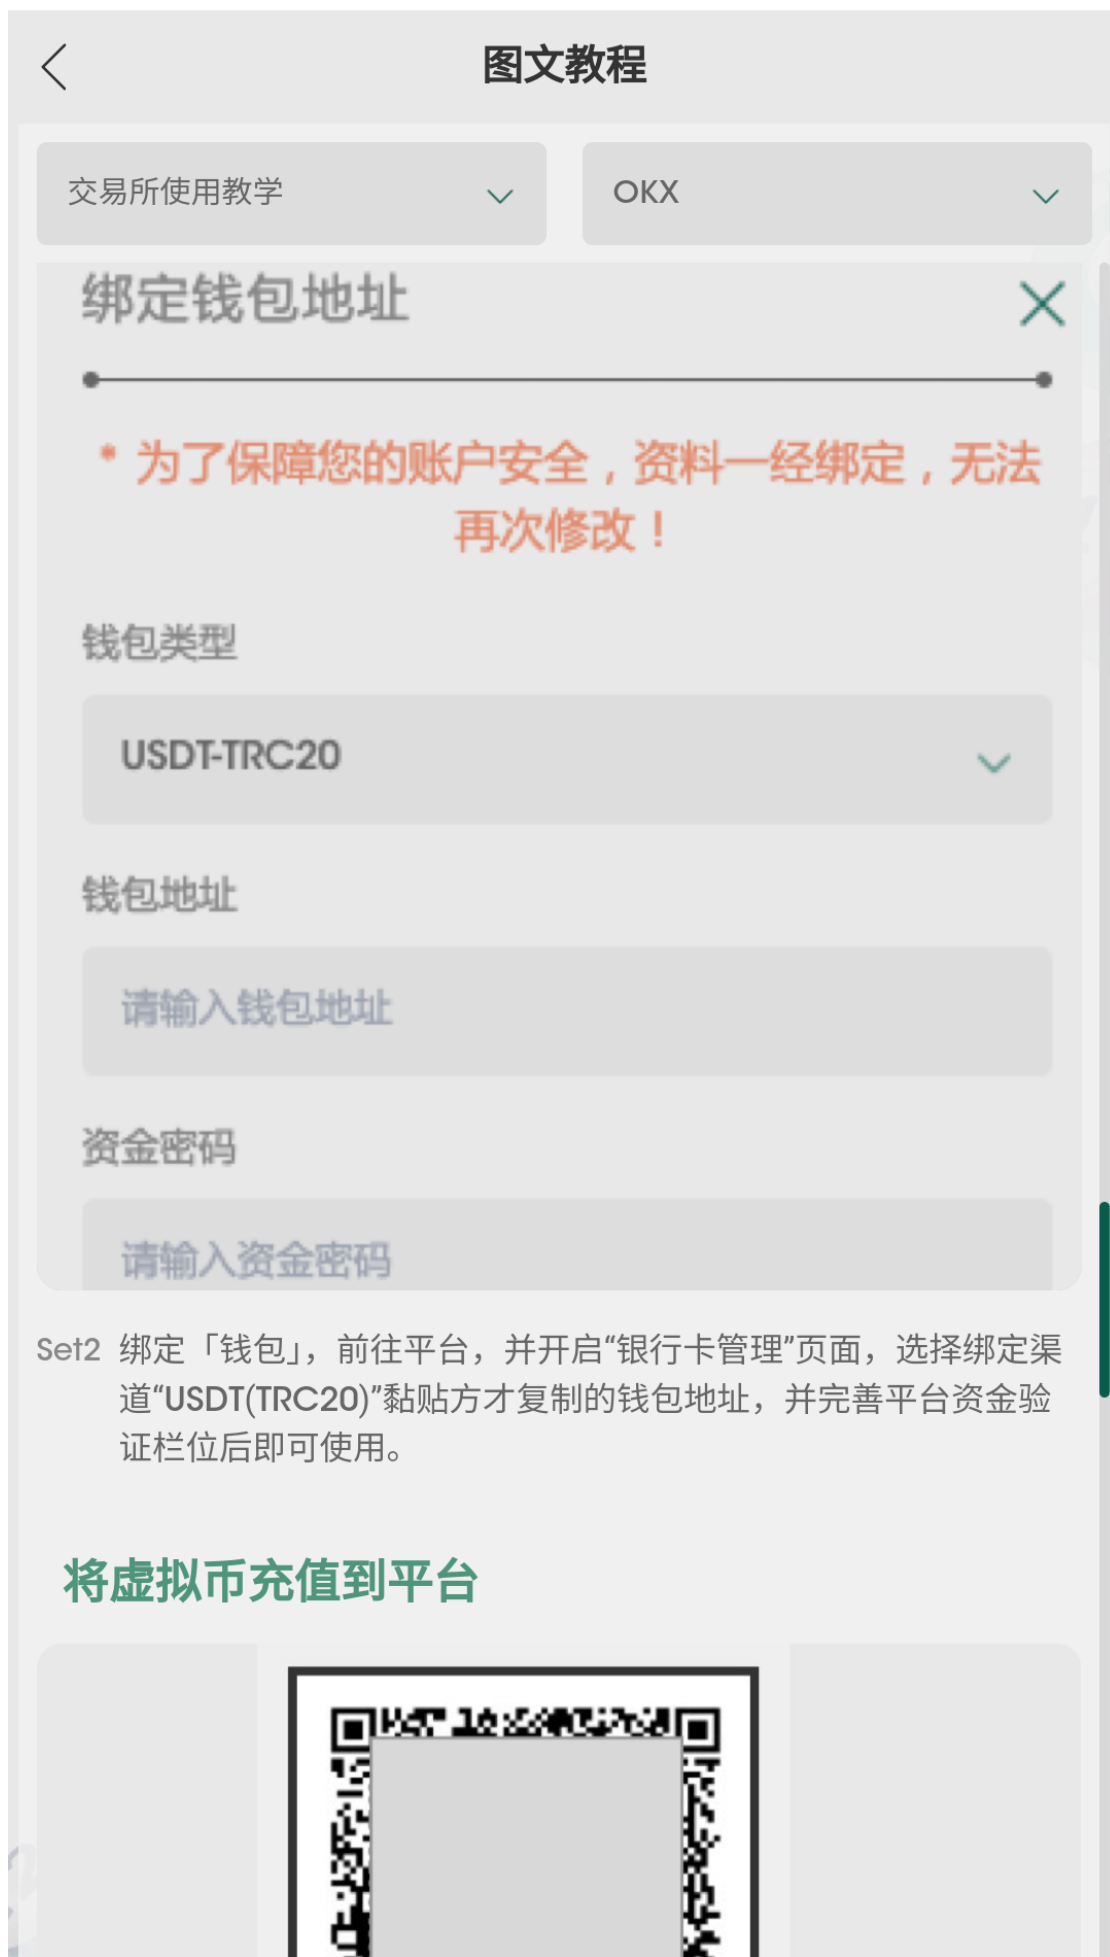 图文教程
交易所使用教学
OKX
绑定钱包地址
* 为了保障您的账户安全，资料一经绑定，无法
再次修改！
钱包类型
USDT-TRC20
钱包地址
请输入钱包地址
资金密码
请输入资金密码
Set2 绑定「钱包」，前往平台，并开启“银行卡管理”页面，选择绑定渠
道“USDT(TRC20)”黏贴方才复制的钱包地址，并完善平台资金验
证栏位后即可使用。
将虚拟币充值到平台